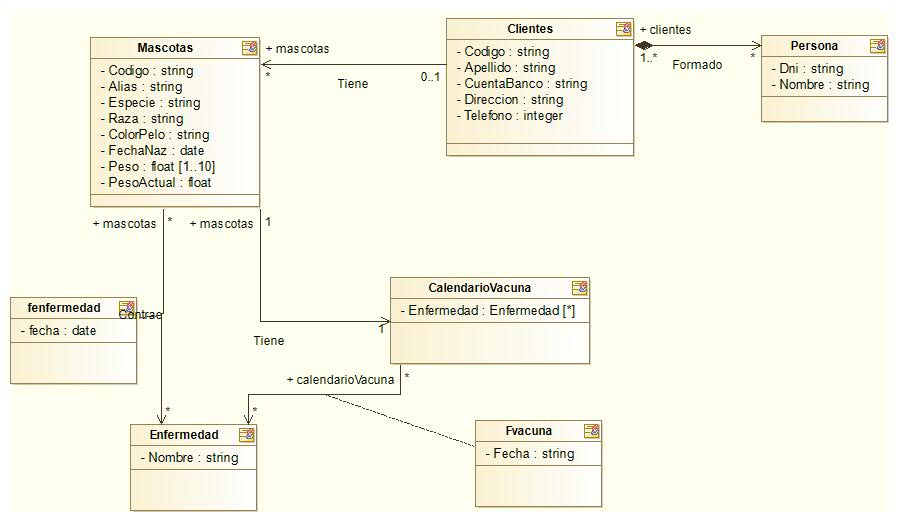 Clientes
- Codigo : string
- Apellido : string
- CuentaBanco : string
- Direccion : string
- Telefono : integer
+ clientes
1..*
Formado
*
Persona
- Dni : string
- Nombre : string
Mascotas
- Codigo : string
- Alias : string
- Especie : string
- Raza : string
- ColorPelo : string
- FechaNaz : date
- Peso : float [1..10]
- PesoActual : float
+ mascotas
*
Tiene
0..1
+ mascotas
*
+ mascotas
1
fenfermedad
- fecha : date
Contrae
*
Tiene
1
CalendarioVacuna
- Enfermedad : Enfermedad [*]
+ calendarioVacuna
*
*
Enfermedad
- Nombre : string
Fvacuna
- Fecha : string